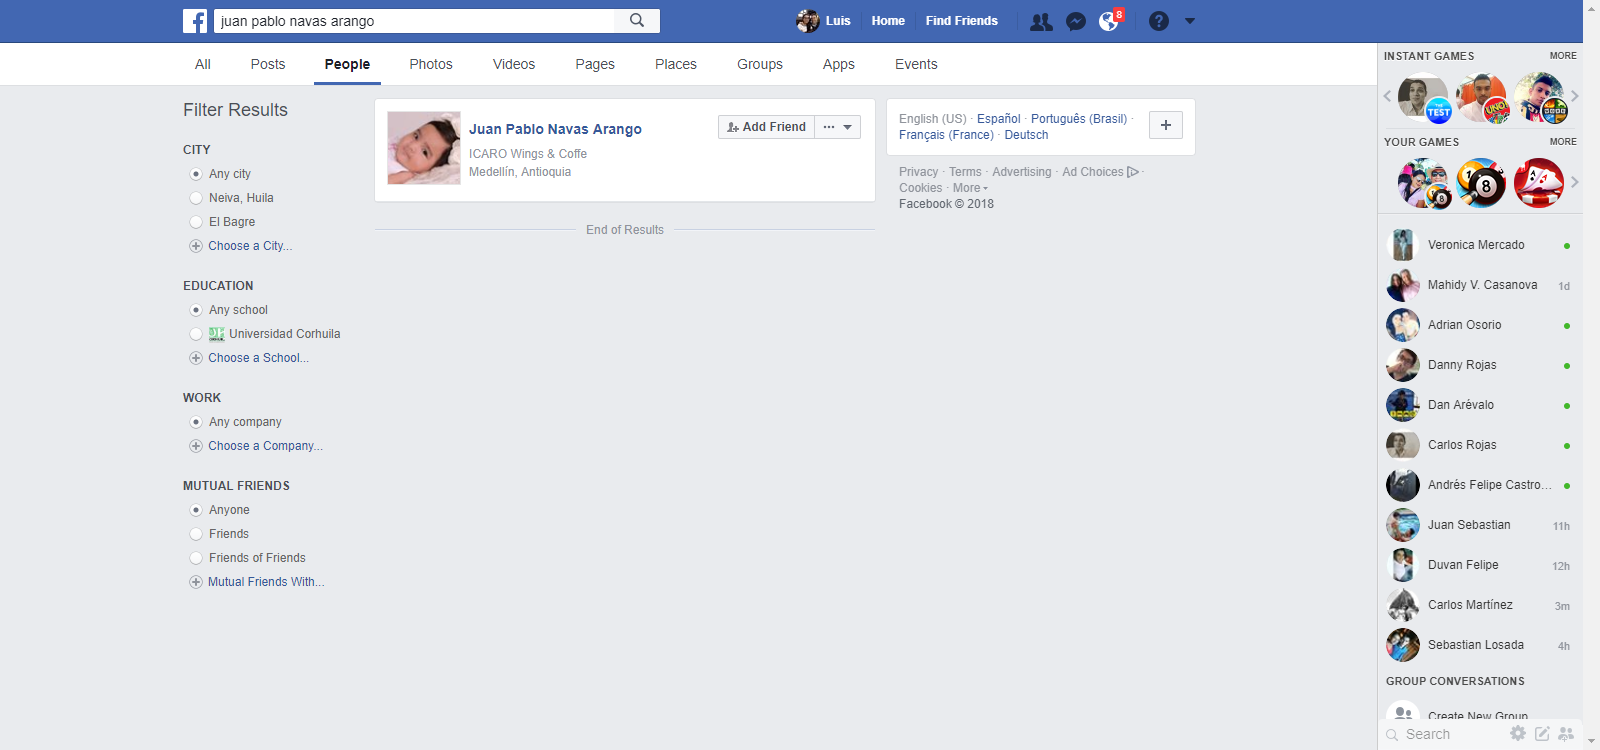 juan pablo navas arango
Luis
Home
Find Friends
8
All
Posts
People
Photos
Videos
Pages
Places
Groups
Apps
Events
Filter Results
CITY
Any city
Neiva, Huila
El Bagre
Choose a City...
EDUCATION
Any school
Universidad Corhuila
Choose a School...
WORK
Any company
Choose a Company...
MUTUAL FRIENDS
Anyone
Friends
Friends of Friends
Mutual Friends With...
Juan Pablo Navas Arango
ICARO Wings & Coffe
Medellín, Antioquia
Add Friend
End of Results
English (US) · Español · Português (Brasil) ·
Français (France) · Deutsch
Privacy · Terms · Advertising · Ad Choices ·
Cookies · More
Facebook © 2018
INSTANT GAMES
MORE
THE TEST
UNO
YOUR GAMES
MORE
Veronica Mercado
Mahidy V. Casanova 1d
Adrian Osorio
Danny Rojas
Dan Arévalo
Carlos Rojas
Andrés Felipe Castro...
Juan Sebastian 11h
Duvan Felipe 12h
Carlos Martínez 3m
Sebastian Losada 4h
GROUP CONVERSATIONS
Create New Group
Search